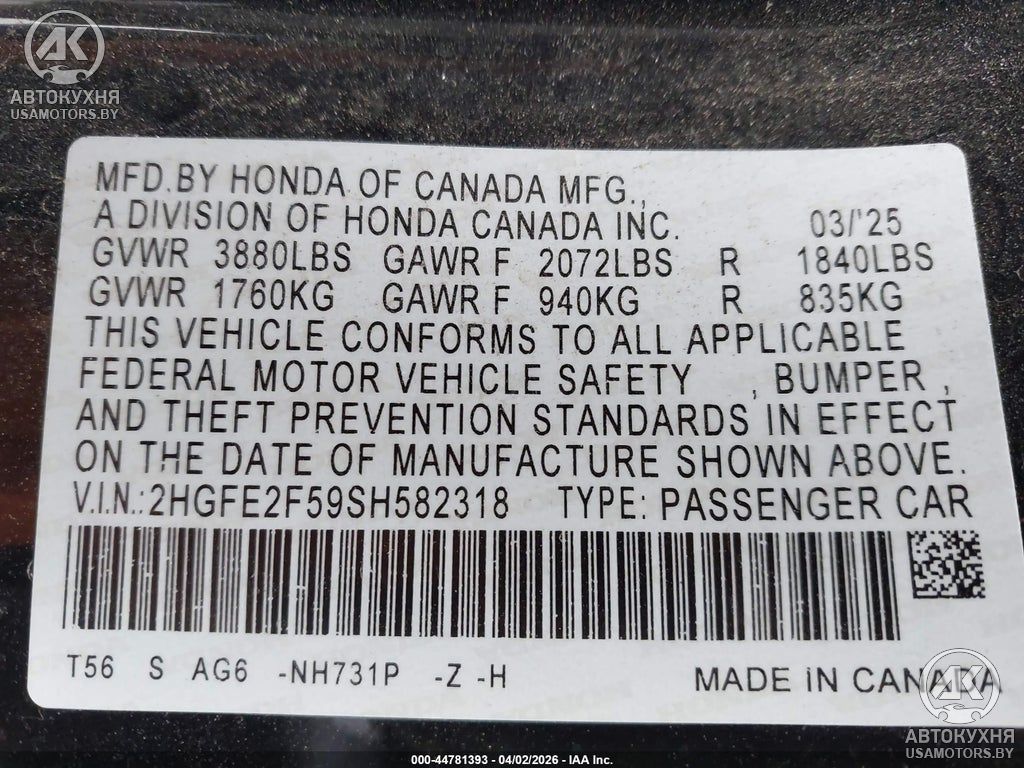 AK
АВТОКУХНЯ
USAMOTORS.BY
MFD.BY HONDA OF CANADA MFG.,
A DIVISION OF HONDA CANADA INC. 03/'25
GVWR 3880LBS GAWR F 2072LBS R 1840LBS
GVWR 1760KG GAWR F 940KG R 835KG
THIS VEHICLE CONFORMS TO ALL APPLICABLE
FEDERAL MOTOR VEHICLE SAFETY , BUMPER ,
AND THEFT PREVENTION STANDARDS IN EFFECT
ON THE DATE OF MANUFACTURE SHOWN ABOVE.
V.I.N.:2HGFE2F59SH582318 TYPE: PASSENGER CAR
T56 S AG6 -NH731P -Z -H MADE IN CANADA
AK
АВТОКУХНЯ
USAMOTORS.BY
000-44781393 - 04/02/2026 - IAA Inc.